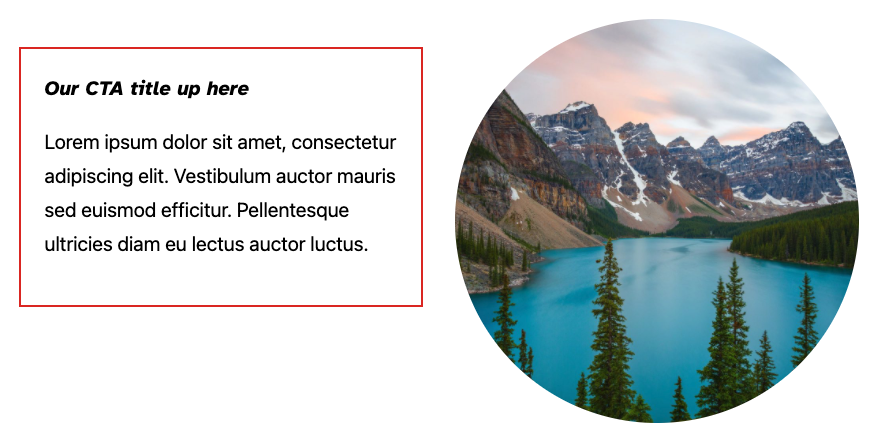 Our CTA title up here
Lorem ipsum dolor sit amet, consectetur
adipiscing elit. Vestibulum auctor mauris
sed euismod efficitur. Pellentesque
ultricies diam eu lectus auctor luctus.